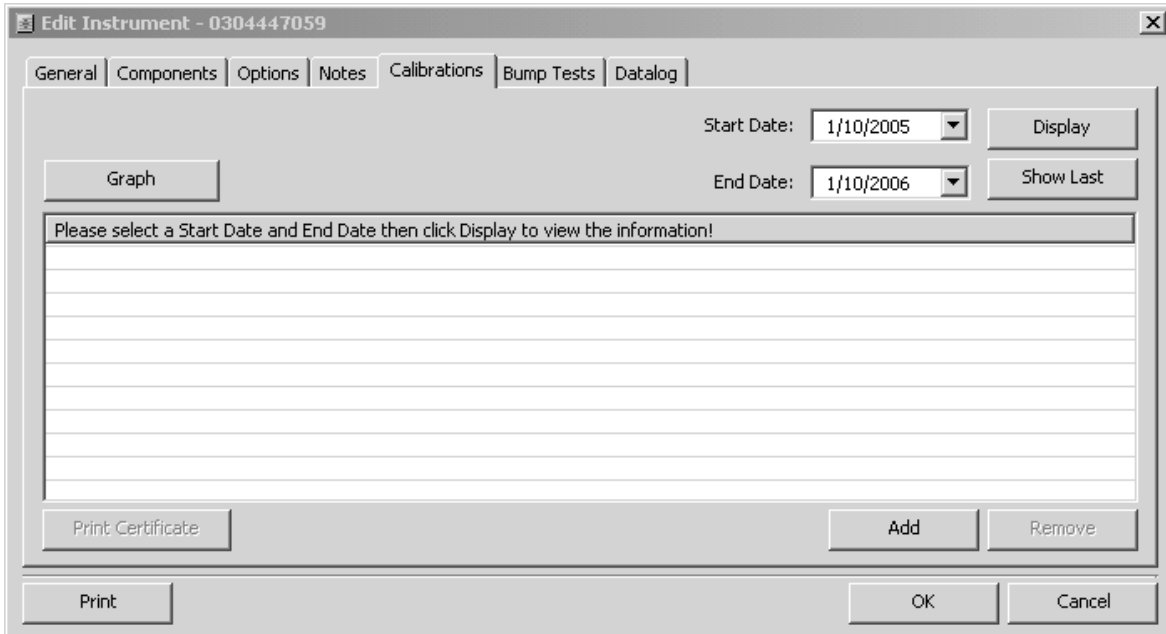 Edit Instrument - 0304447059
General Components Options Notes Calibrations Bump Tests Datalog
Start Date: 1/10/2005 Display
Graph End Date: 1/10/2006 Show Last
Please select a Start Date and End Date then click Display to view the information!
Print Certificate Add Remove
Print OK Cancel